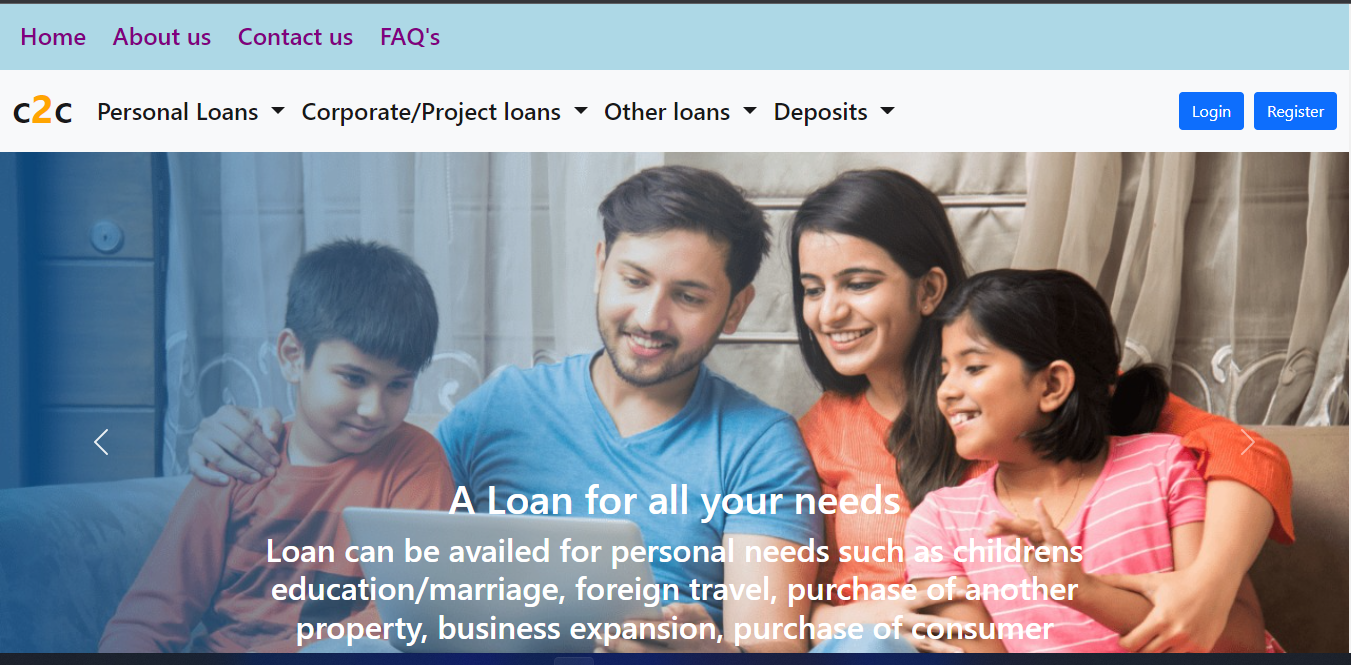 Home About us Contact us FAQ's
c2c Personal Loans Corporate/Project loans Other loans Deposits Login Register
A Loan for all your needs
Loan can be availed for personal needs such as childrens
education/marriage, foreign travel, purchase of another
property, business expansion, purchase of consumer